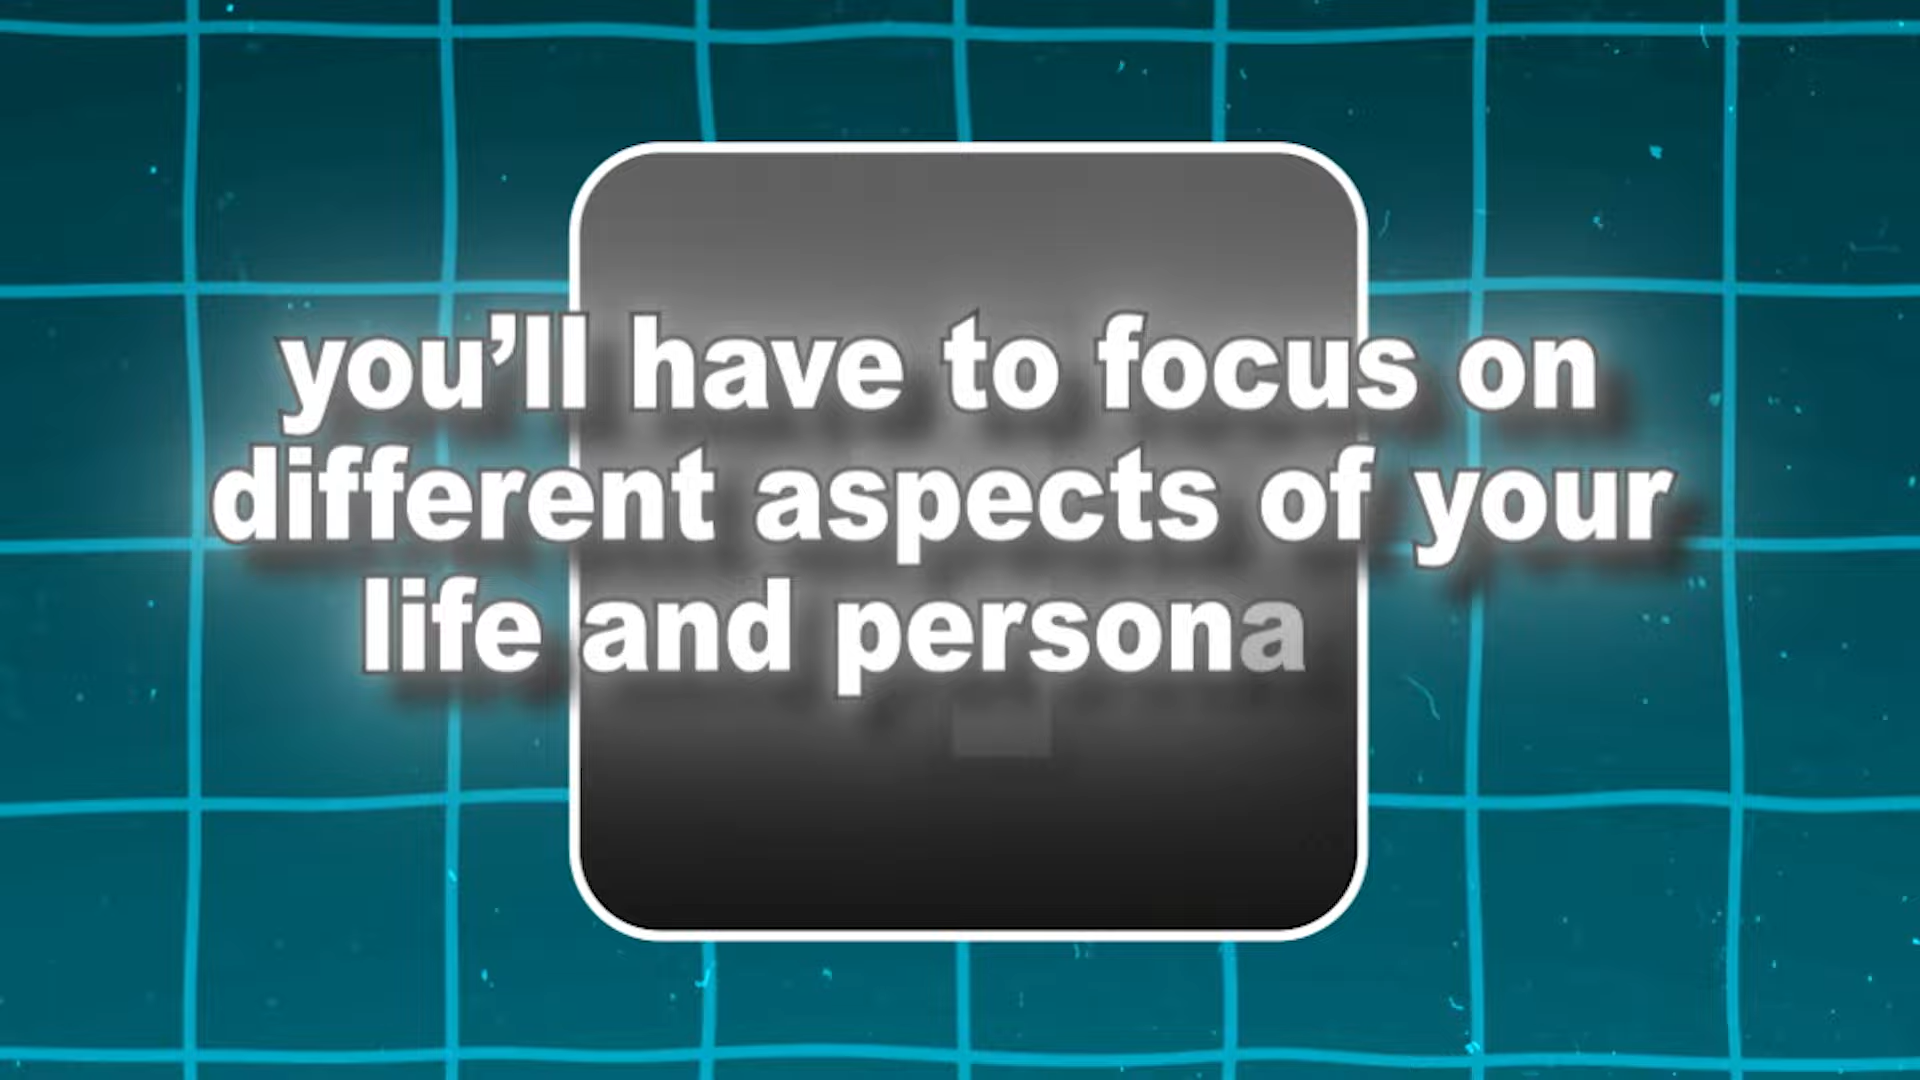 you’ll have to focus on
different aspects of your
life and persona